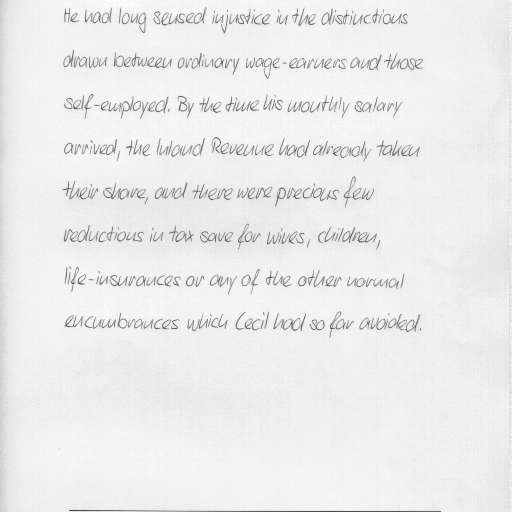 He had long sensed injustice in the distinctions
drawn between ordinary wage-earners and those
self-employed. By the time his monthly salary
arrived, the Inland Revenue had already taken
their share, and there were precious few
reductions in tax save for wives, children,
life-insurances or any of the other normal
encumbrances which Cecil had so far avoided.